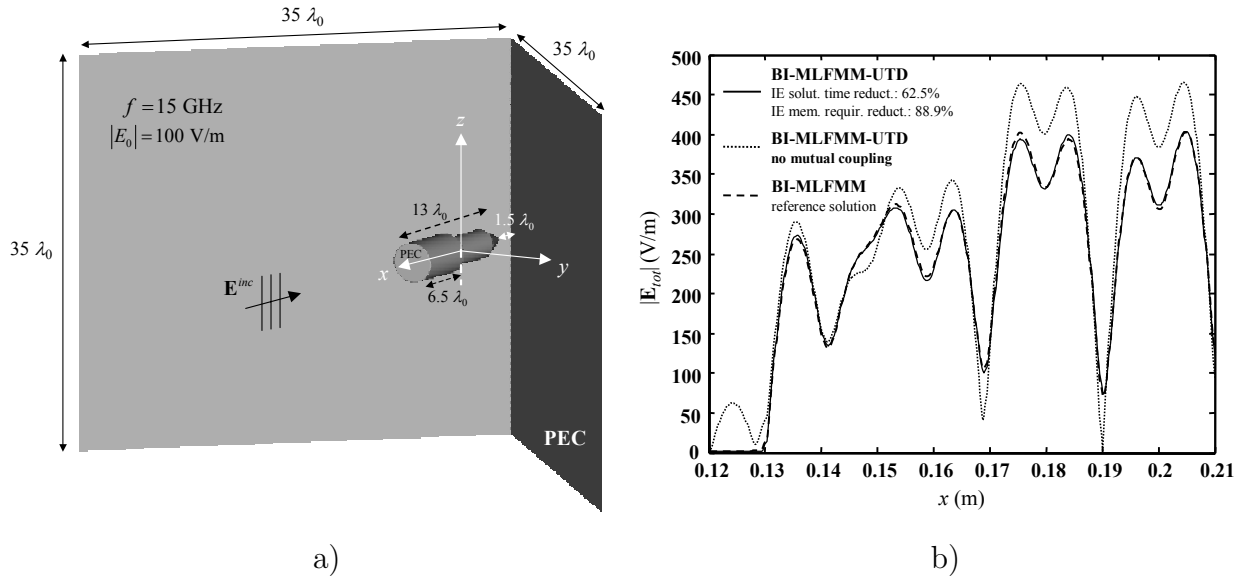 35 λ₀
35 λ₀
35 λ₀
f = 15 GHz
|E₀| = 100 V/m
z
13 λ₀
1.5 λ₀
PEC
x
y
6.5 λ₀
E^inc
PEC
a)
500
450
400
350
300
250
200
150
100
50
0
|E_tot| (V/m)
BI-MLFMM-UTD
IE solut. time reduct.: 62.5%
IE mem. requir. reduct.: 88.9%
BI-MLFMM-UTD
no mutual coupling
BI-MLFMM
reference solution
0.12 0.13 0.14 0.15 0.16 0.17 0.18 0.19 0.2 0.21
x (m)
b)